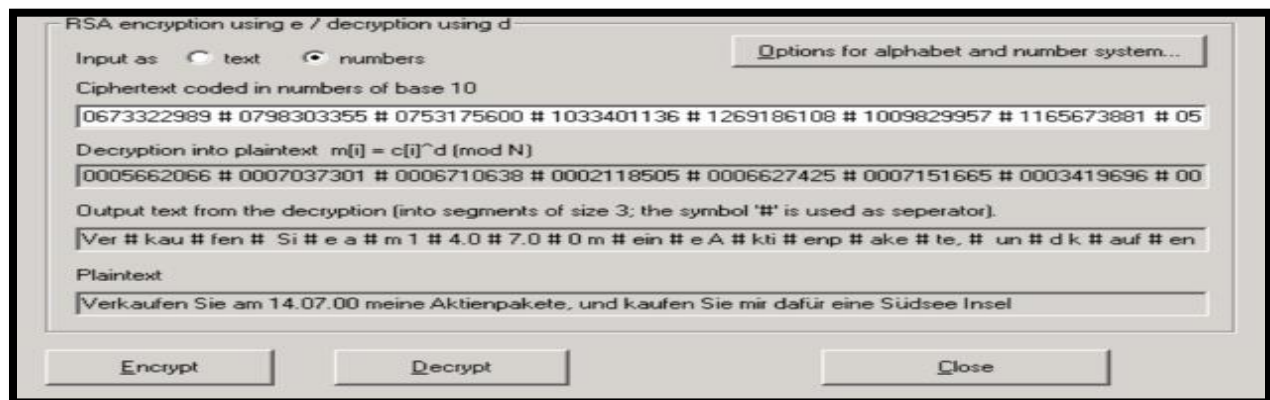 RSA encryption using e / decryption using d
Input as text numbers Options for alphabet and number system...
Ciphertext coded in numbers of base 10
0673322989 # 0798303355 # 0753175600 # 1033401136 # 1269186108 # 1009829957 # 1165673881 # 05
Decryption into plaintext m[i] = c[i]^d (mod N)
0005662066 # 0007037301 # 0006710638 # 0002118505 # 0006627425 # 0007151665 # 0003419696 # 00
Output text from the decryption (into segments of size 3; the symbol '#' is used as seperator).
Ver # kau # fen # Si # e a # m 1 # 4.0 # 7.0 # 0 m # ein # e A # kti # enp # ake # te, # un # d k # auf # en
Plaintext
Verkaufen Sie am 14.07.00 meine Aktienpakete, und kaufen Sie mir dafür eine Südsee Insel
Encrypt Decrypt Close